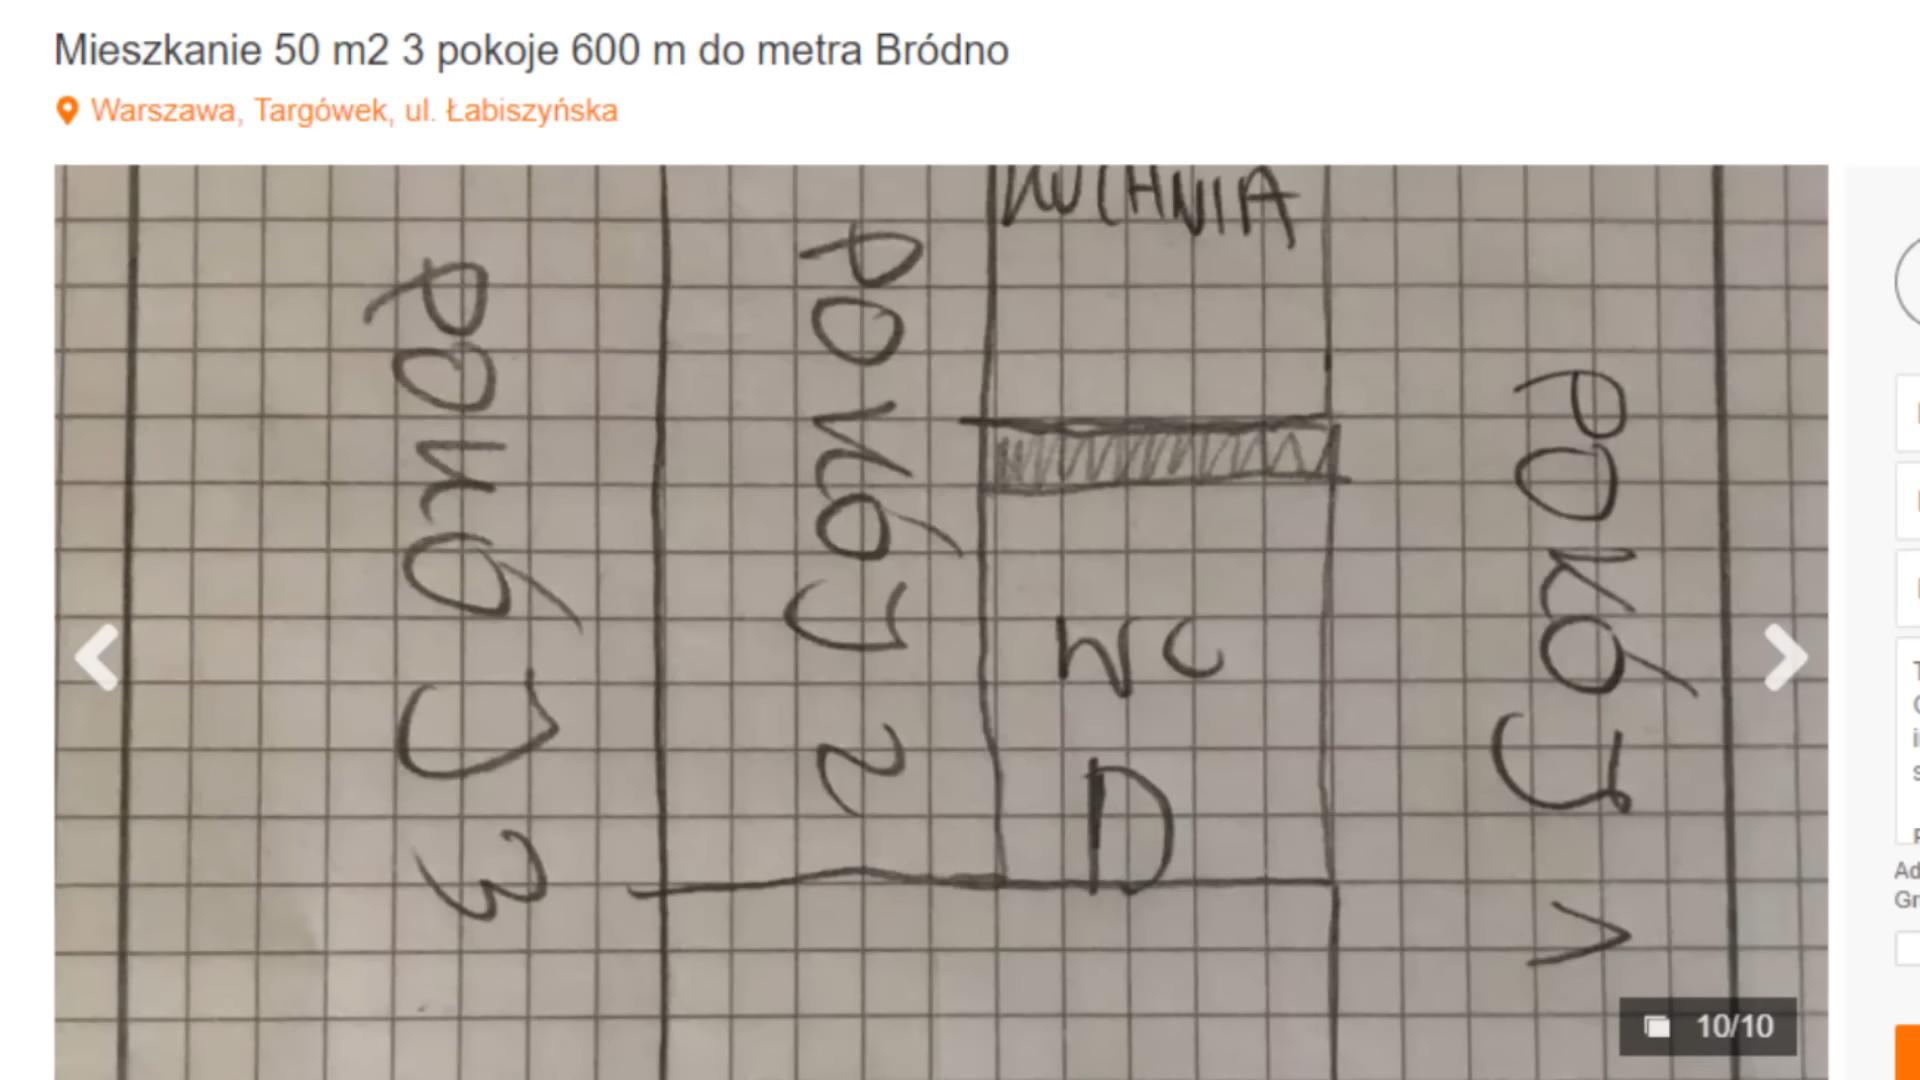 Mieszkanie 50 m2 3 pokoje 600 m do metra Bródno
Warszawa, Targówek, ul. Łabiszyńska
KUCHNIA
POKÓJ 3
POKÓJ 2
WC
D
POKÓJ 1
10/10